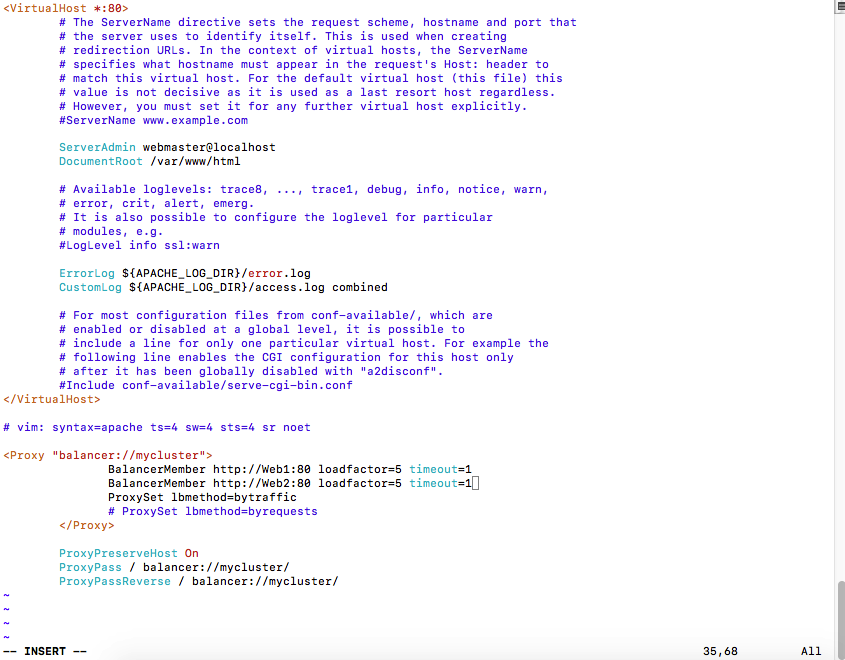 <VirtualHost *:80>
        # The ServerName directive sets the request scheme, hostname and port that
        # the server uses to identify itself. This is used when creating
        # redirection URLs. In the context of virtual hosts, the ServerName
        # specifies what hostname must appear in the request's Host: header to
        # match this virtual host. For the default virtual host (this file) this
        # value is not decisive as it is used as a last resort host regardless.
        # However, you must set it for any further virtual host explicitly.
        #ServerName www.example.com

        ServerAdmin webmaster@localhost
        DocumentRoot /var/www/html

        # Available loglevels: trace8, ..., trace1, debug, info, notice, warn,
        # error, crit, alert, emerg.
        # It is also possible to configure the loglevel for particular
        # modules, e.g.
        #LogLevel info ssl:warn

        ErrorLog ${APACHE_LOG_DIR}/error.log
        CustomLog ${APACHE_LOG_DIR}/access.log combined

        # For most configuration files from conf-available/, which are
        # enabled or disabled at a global level, it is possible to
        # include a line for only one particular virtual host. For example the
        # following line enables the CGI configuration for this host only
        # after it has been globally disabled with "a2disconf".
        #Include conf-available/serve-cgi-bin.conf
</VirtualHost>

# vim: syntax=apache ts=4 sw=4 sts=4 sr noet

<Proxy "balancer://mycluster">
               BalancerMember http://Web1:80 loadfactor=5 timeout=1
               BalancerMember http://Web2:80 loadfactor=5 timeout=1
               ProxySet lbmethod=bytraffic
               # ProxySet lbmethod=byrequests
        </Proxy>

        ProxyPreserveHost On
        ProxyPass / balancer://mycluster/
        ProxyPassReverse / balancer://mycluster/
~
~
~
~
-- INSERT -- 35,68 All